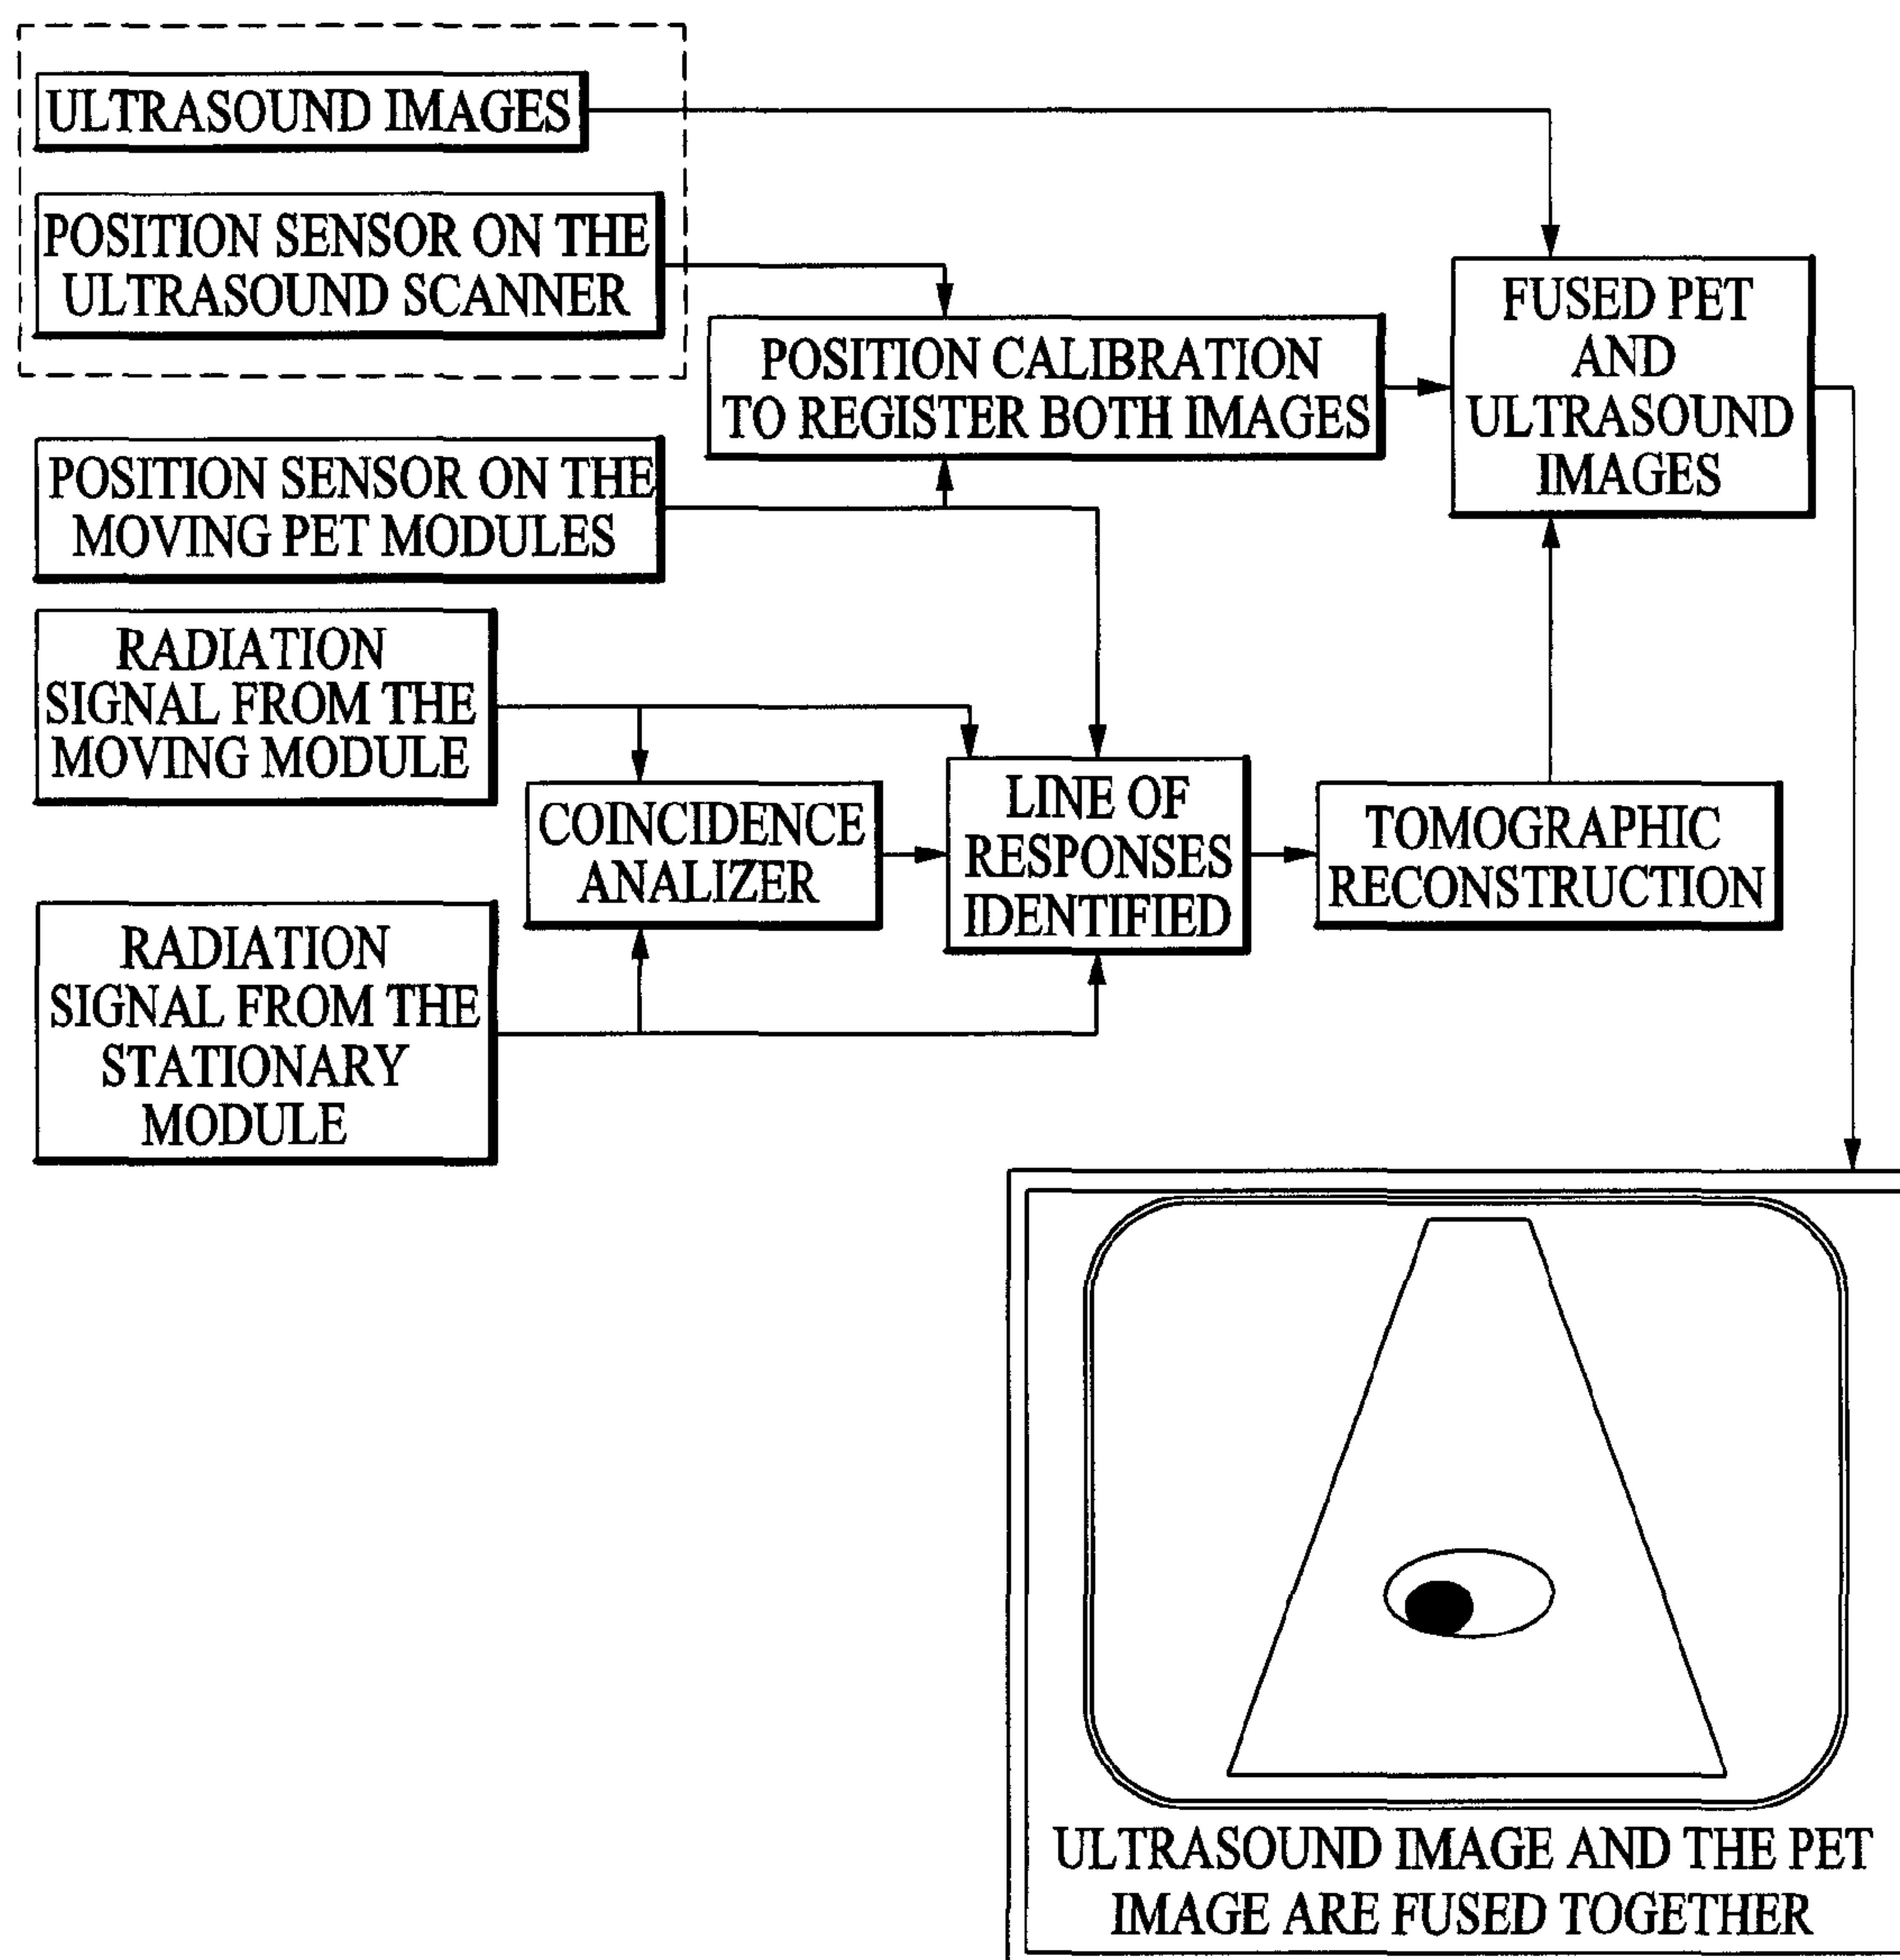 ULTRASOUND IMAGES
POSITION SENSOR ON THE
ULTRASOUND SCANNER
POSITION CALIBRATION
TO REGISTER BOTH IMAGES
FUSED PET
AND
ULTRASOUND
IMAGES
POSITION SENSOR ON THE
MOVING PET MODULES
RADIATION
SIGNAL FROM THE
MOVING MODULE
COINCIDENCE
ANALIZER
LINE OF
RESPONSES
IDENTIFIED
TOMOGRAPHIC
RECONSTRUCTION
RADIATION
SIGNAL FROM THE
STATIONARY
MODULE
ULTRASOUND IMAGE AND THE PET
IMAGE ARE FUSED TOGETHER